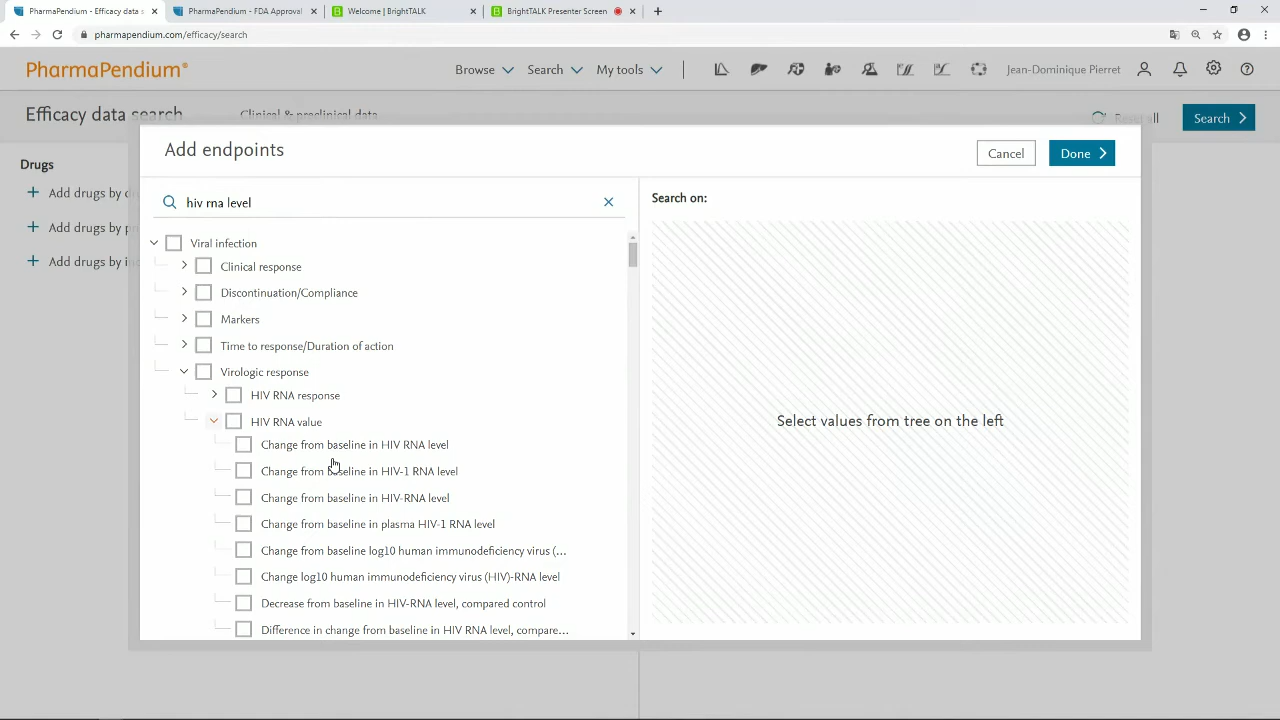 PharmaPendium - Efficacy data s
PharmaPendium - FDA Approval
Welcome | BrightTALK
BrightTALK Presenter Screen
pharmapendium.com/efficacy/search
PharmaPendium®
Browse
Search
My tools
Jean-Dominique Pierret
Efficacy data search
Clinical & preclinical data
Reset all
Search
Drugs
Add drugs by d
Add drugs by p
Add drugs by in
Add endpoints
Cancel
Done
hiv rna level
Search on:
Viral infection
Clinical response
Discontinuation/Compliance
Markers
Time to response/Duration of action
Virologic response
HIV RNA response
HIV RNA value
Change from baseline in HIV RNA level
Change from baseline in HIV-1 RNA level
Change from baseline in HIV-RNA level
Change from baseline in plasma HIV-1 RNA level
Change from baseline log10 human immunodeficiency virus (...
Change log10 human immunodeficiency virus (HIV)-RNA level
Decrease from baseline in HIV-RNA level, compared control
Difference in change from baseline in HIV RNA level, compare...
Select values from tree on the left